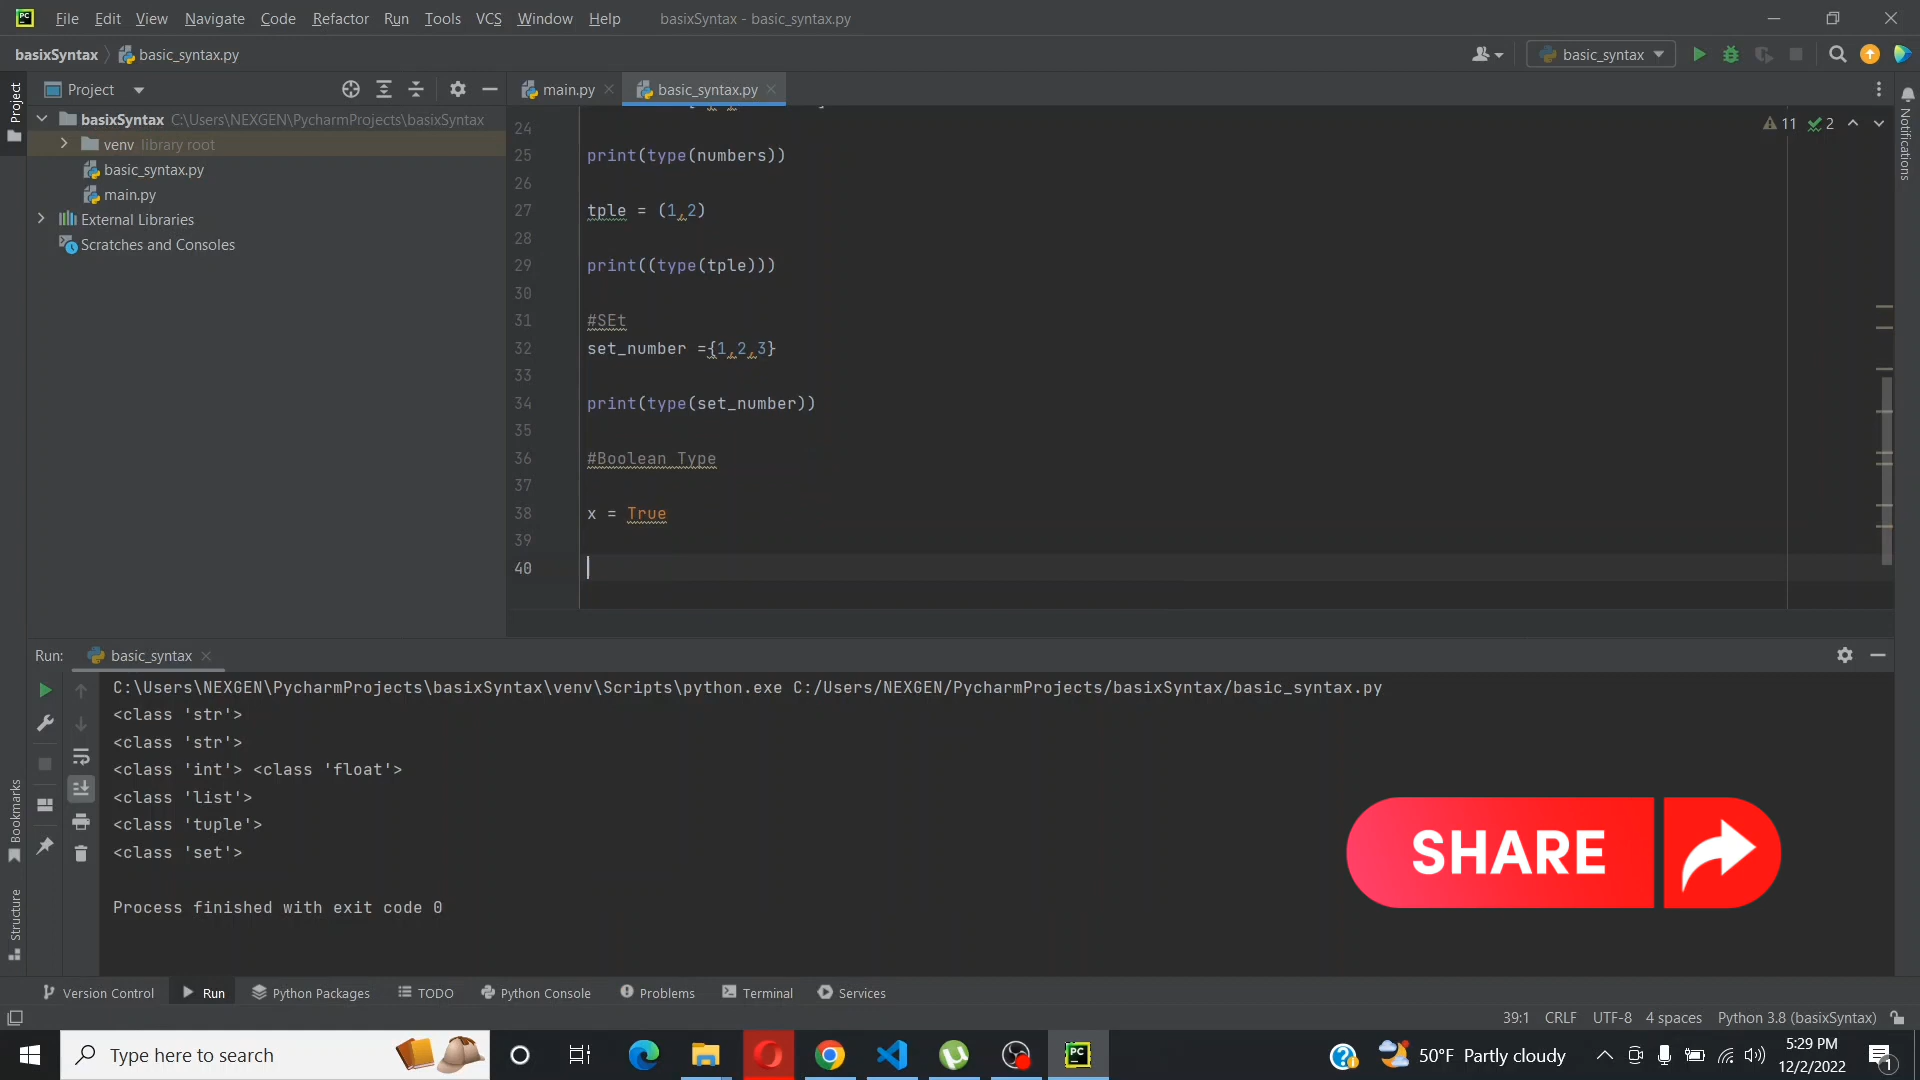 File Edit View Navigate Code Refactor Run Tools VCS Window Help basixSyntax - basic_syntax.py
basixSyntax basic_syntax.py basic_syntax
Project main.py basic_syntax.py
Project
Notifications
basixSyntax C:\Users\NEXGEN\PycharmProjects\basixSyntax
venv library root
basic_syntax.py
main.py
External Libraries
Scratches and Consoles
11 2
24
25 print(type(numbers))
26
27 tple = (1,2)
28
29 print((type(tple)))
30
31 #SEt
32 set_number ={1,2,3}
33
34 print(type(set_number))
35
36 #Boolean Type
37
38 x = True
39
40
Run: basic_syntax
C:\Users\NEXGEN\PycharmProjects\basixSyntax\venv\Scripts\python.exe C:/Users/NEXGEN/PycharmProjects/basixSyntax/basic_syntax.py
<class 'str'>
<class 'str'>
<class 'int'> <class 'float'>
<class 'list'>
<class 'tuple'>
<class 'set'>
Process finished with exit code 0
SHARE
Bookmarks
Structure
Version Control Run Python Packages TODO Python Console Problems Terminal Services
39:1 CRLF UTF-8 4 spaces Python 3.8 (basixSyntax)
Type here to search
PC
50°F Partly cloudy
5:29 PM
12/2/2022
1